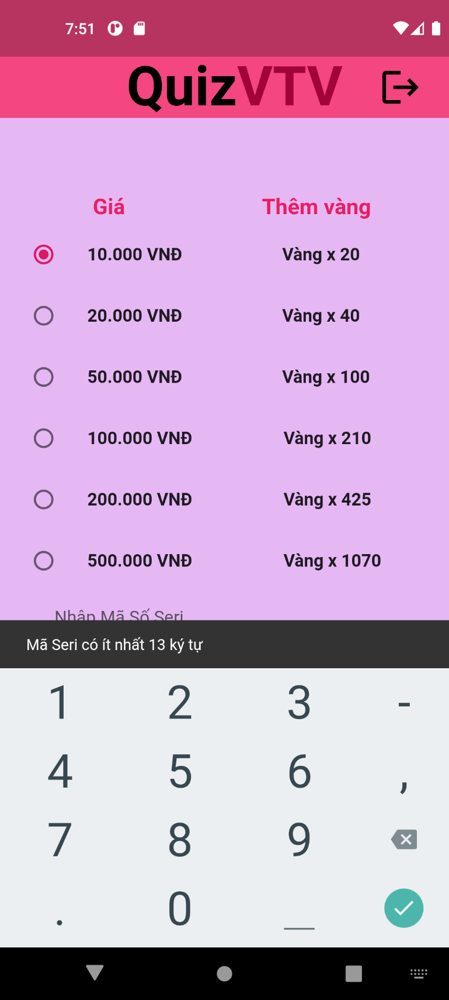 7:51
QuizVTV
Giá Thêm vàng
10.000 VNĐ Vàng x 20
20.000 VNĐ Vàng x 40
50.000 VNĐ Vàng x 100
100.000 VNĐ Vàng x 210
200.000 VNĐ Vàng x 425
500.000 VNĐ Vàng x 1070
Nhập Mã Số Seri
Mã Seri có ít nhất 13 ký tự
1 2 3 -
4 5 6 ,
7 8 9
. 0 _